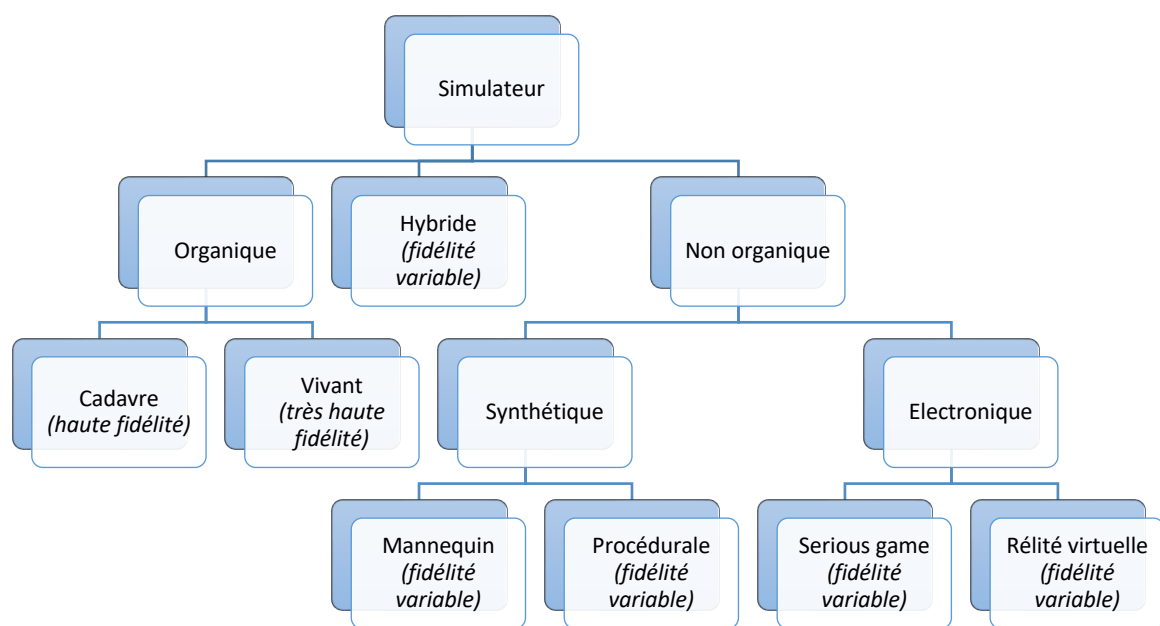 Simulateur
Organique
Hybride
(fidélité
variable)
Non organique
Cadavre
(haute fidélité)
Vivant
(très haute
fidélité)
Synthétique
Electronique
Mannequin
(fidélité
variable)
Procédurale
(fidélité
variable)
Serious game
(fidélité
variable)
Rélité virtuelle
(fidélité
variable)